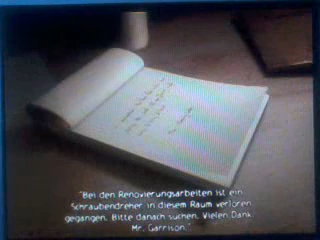 "Bei den Renovierungsarbeiten ist ein
Schraubendreher in diesem Raum verloren
gegangen. Bitte danach suchen. Vielen Dank
Mr. Garrison."